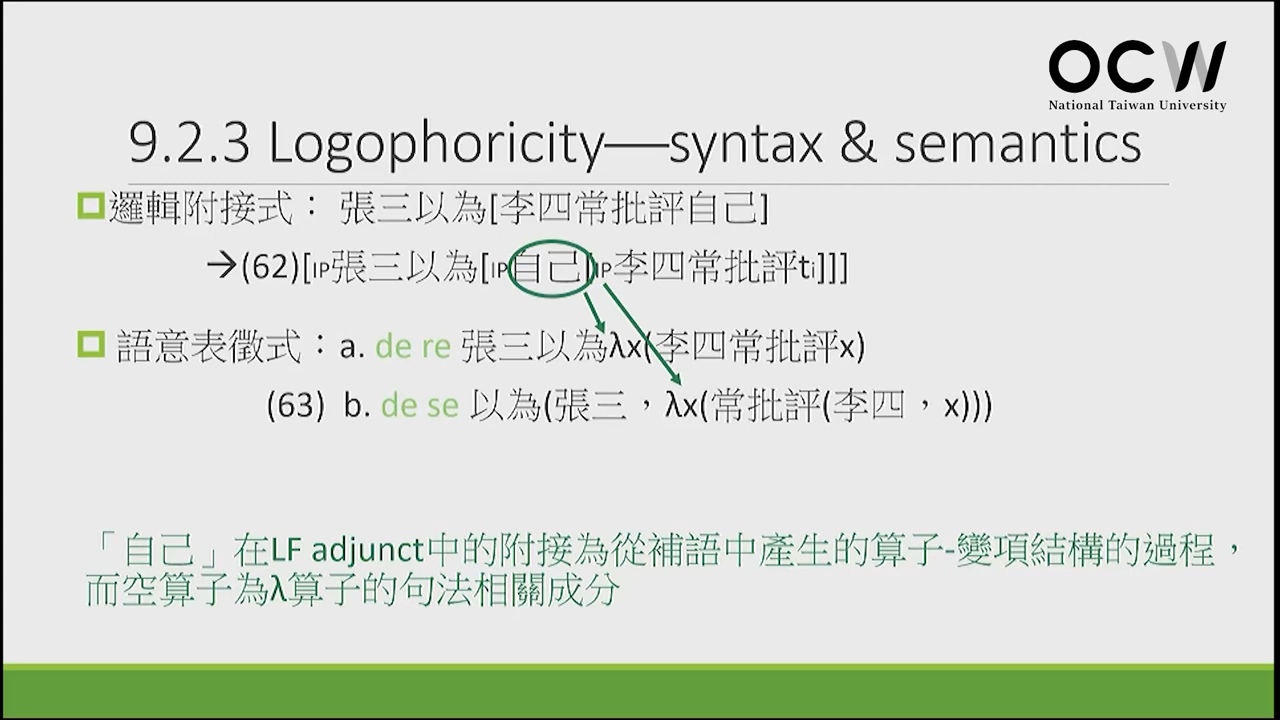 OCW
National Taiwan University
9.2.3 Logophoricity—syntax & semantics
邏輯附接式： 張三以為[李四常批評自己]
→(62)[IP張三以為[IP自己[IP李四常批評ti]]]
語意表徵式：a. de re 張三以為λx(李四常批評x)
(63) b. de se 以為(張三，λx(常批評(李四，x)))
「自己」在LF adjunct中的附接為從補語中產生的算子-變項結構的過程，
而空算子為λ算子的句法相關成分